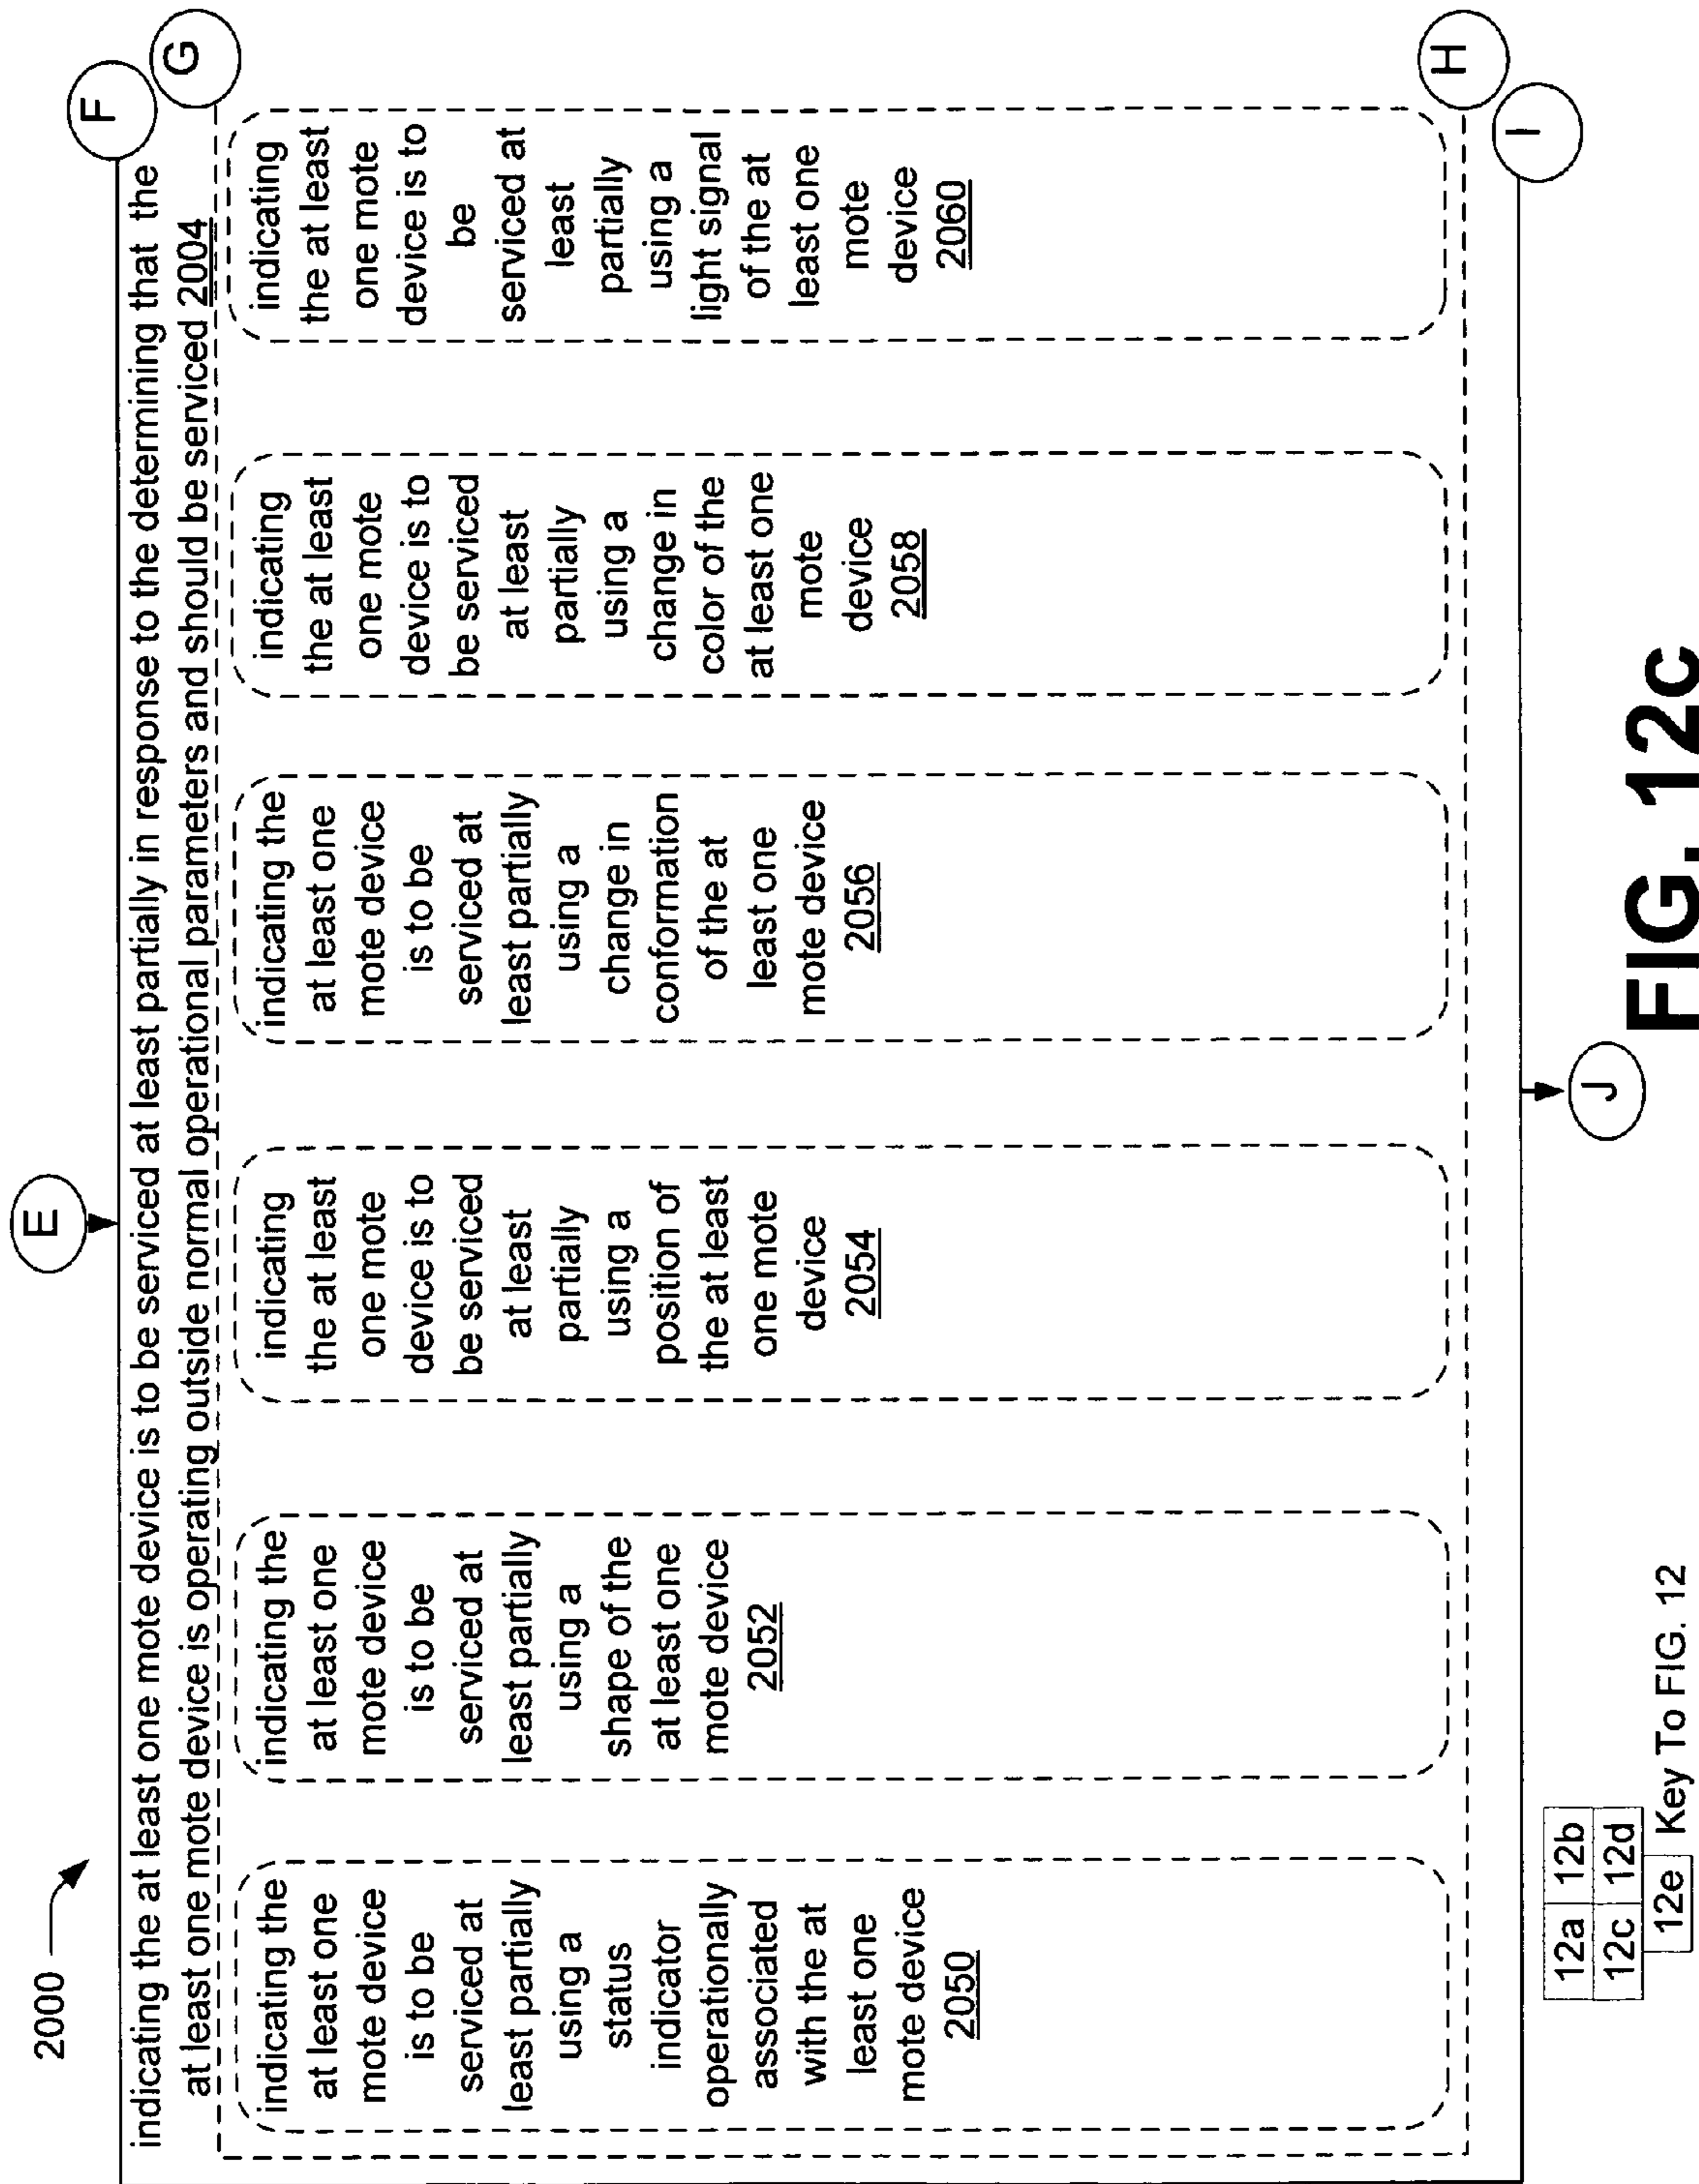 2000
E
F
G
indicating the at least one mote device is to be serviced at least partially in response to the determining that the
at least one mote device is operating outside normal operational parameters and should be serviced 2004
indicating the
at least one
mote device
is to be
serviced at
least partially
using a
status
indicator
operationally
associated
with the at
least one
mote device
2050
indicating the
at least one
mote device
is to be
serviced at
least partially
using a
shape of the
at least one
mote device
2052
indicating
the at least
one mote
device is to
be serviced
at least
partially
using a
position of
the at least
one mote
device
2054
indicating the
at least one
mote device
is to be
serviced at
least partially
using a
change in
conformation
of the at
least one
mote device
2056
indicating
the at least
one mote
device is to
be serviced
at least
partially
using a
change in
color of the
at least one
mote
device
2058
indicating
the at least
one mote
device is to
be
serviced at
least
partially
using a
light signal
of the at
least one
mote
device
2060
H
I
J
12a 12b
12c 12d
12e Key To FIG. 12
FIG. 12c